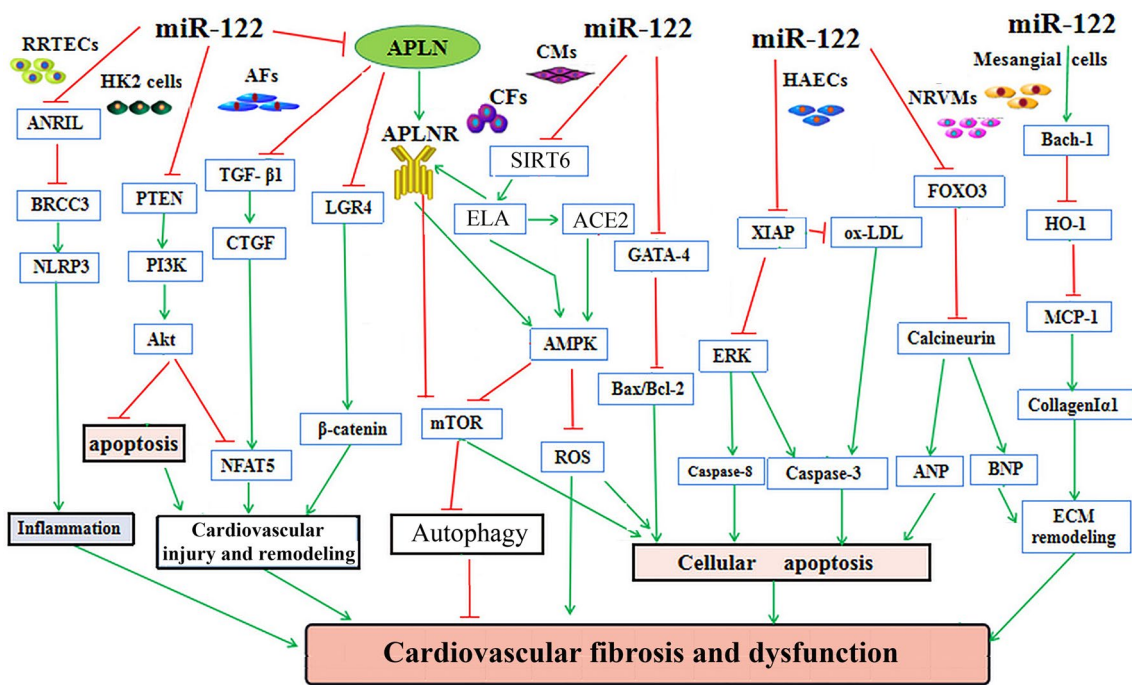 miR-122
APLN
miR-122
miR-122
miR-122
RRTECs
HK2 cells
AFs
CMs
CFs
HAECs
NRVMs
Mesangial cells
ANRIL
APLNR
SIRT6
Bach-1
BRCC3
PTEN
TGF- β1
LGR4
ELA
ACE2
XIAP
ox-LDL
FOXO3
HO-1
NLRP3
PI3K
CTGF
GATA-4
Akt
AMPK
ERK
Calcineurin
MCP-1
Bax/Bcl-2
CollagenIα1
apoptosis
NFAT5
β-catenin
mTOR
ROS
Caspase-8
Caspase-3
ANP
BNP
Inflammation
Cardiovascular
injury and remodeling
Autophagy
Cellular apoptosis
ECM
remodeling
Cardiovascular fibrosis and dysfunction